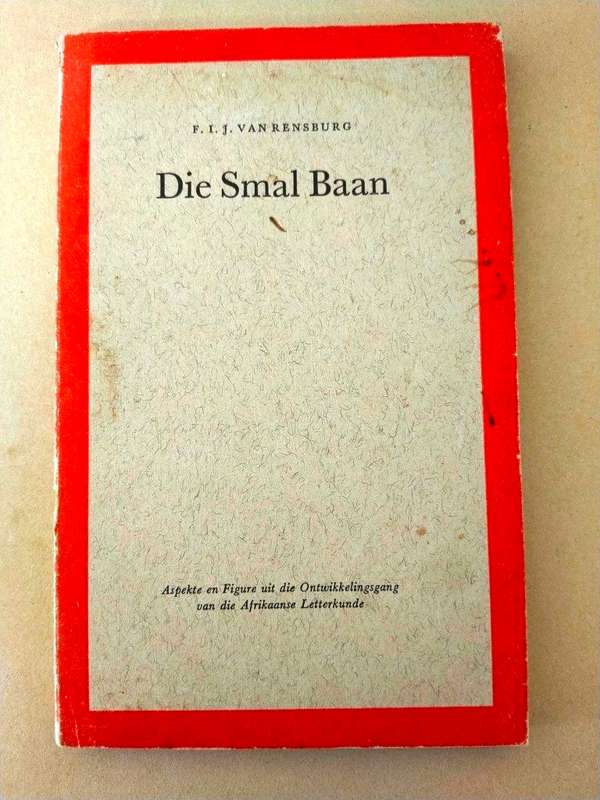 F. I. J. VAN RENSBURG
Die Smal Baan
Aspekte en Figure uit die Ontwikkelingsgang
van die Afrikaanse Letterkunde